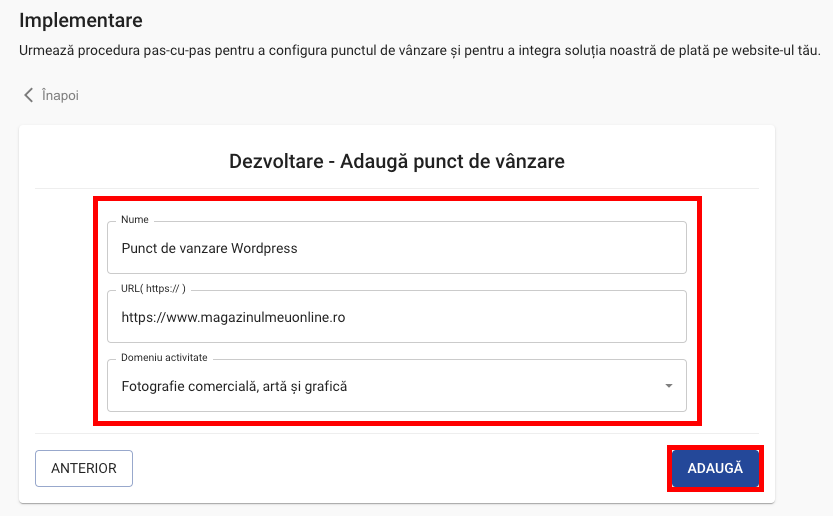 Implementare
Urmează procedura pas-cu-pas pentru a configura punctul de vânzare și pentru a integra soluția noastră de plată pe website-ul tău.
Înapoi
Dezvoltare - Adaugă punct de vânzare
Nume
Punct de vanzare Wordpress
URL( https:// )
https://www.magazinulmeuonline.ro
Domeniu activitate
Fotografie comercială, artă și grafică
ANTERIOR
ADAUGĂ